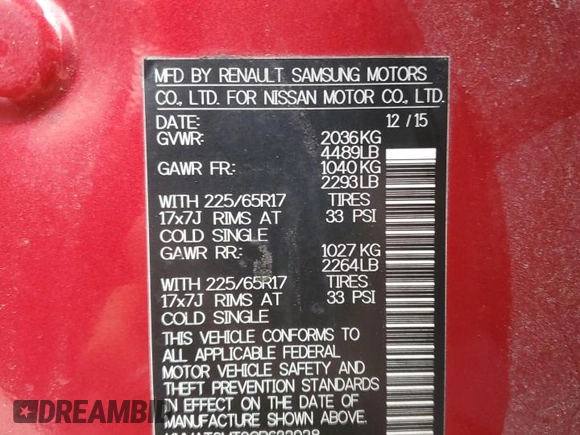 MFD BY RENAULT SAMSUNG MOTORS
CO., LTD. FOR NISSAN MOTOR CO., LTD.
DATE: 12 / 15
GVWR: 2036KG
4489LB
GAWR FR: 1040 KG
2293LB
WITH 225/65R17 TIRES
17x7J RIMS AT 33 PSI
COLD SINGLE
GAWR RR: 1027 KG
2264LB
WITH 225/65R17 TIRES
17x7J RIMS AT 33 PSI
COLD SINGLE
THIS VEHICLE CONFORMS TO
ALL APPLICABLE FEDERAL
MOTOR VEHICLE SAFETY AND
THEFT PREVENTION STANDARDS
IN EFFECT ON THE DATE OF
MANUFACTURE SHOWN ABOVE.
DREAMBID